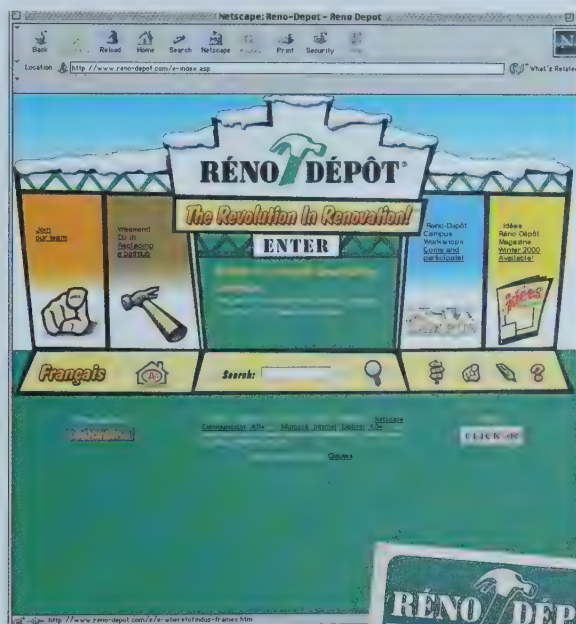 Netscape: Reno-Depot - Reno Depot
Back
Reload
Home
Search
Netscape
Print
Security
Location
http://www.reno-depot.com/e-index.asp
What's Related
RÉNO DÉPÔT
The Revolution In Renovation!
ENTER
Join
our team
Weekend
Do-it:
Replacing
a bathtub
Réno-Dépôt
Campus
Workshops
Come and
participate!
Idées
Réno-Dépôt
Magazine
Winter 2000
Available!
idées
Français
Search:
?
Netscape
Communicator 4.0+
Microsoft Internet Explorer 4.0+
CLICK
http://www.reno-depot.com/e/e-wheretofindus-frames.htm
RÉNO DÉP